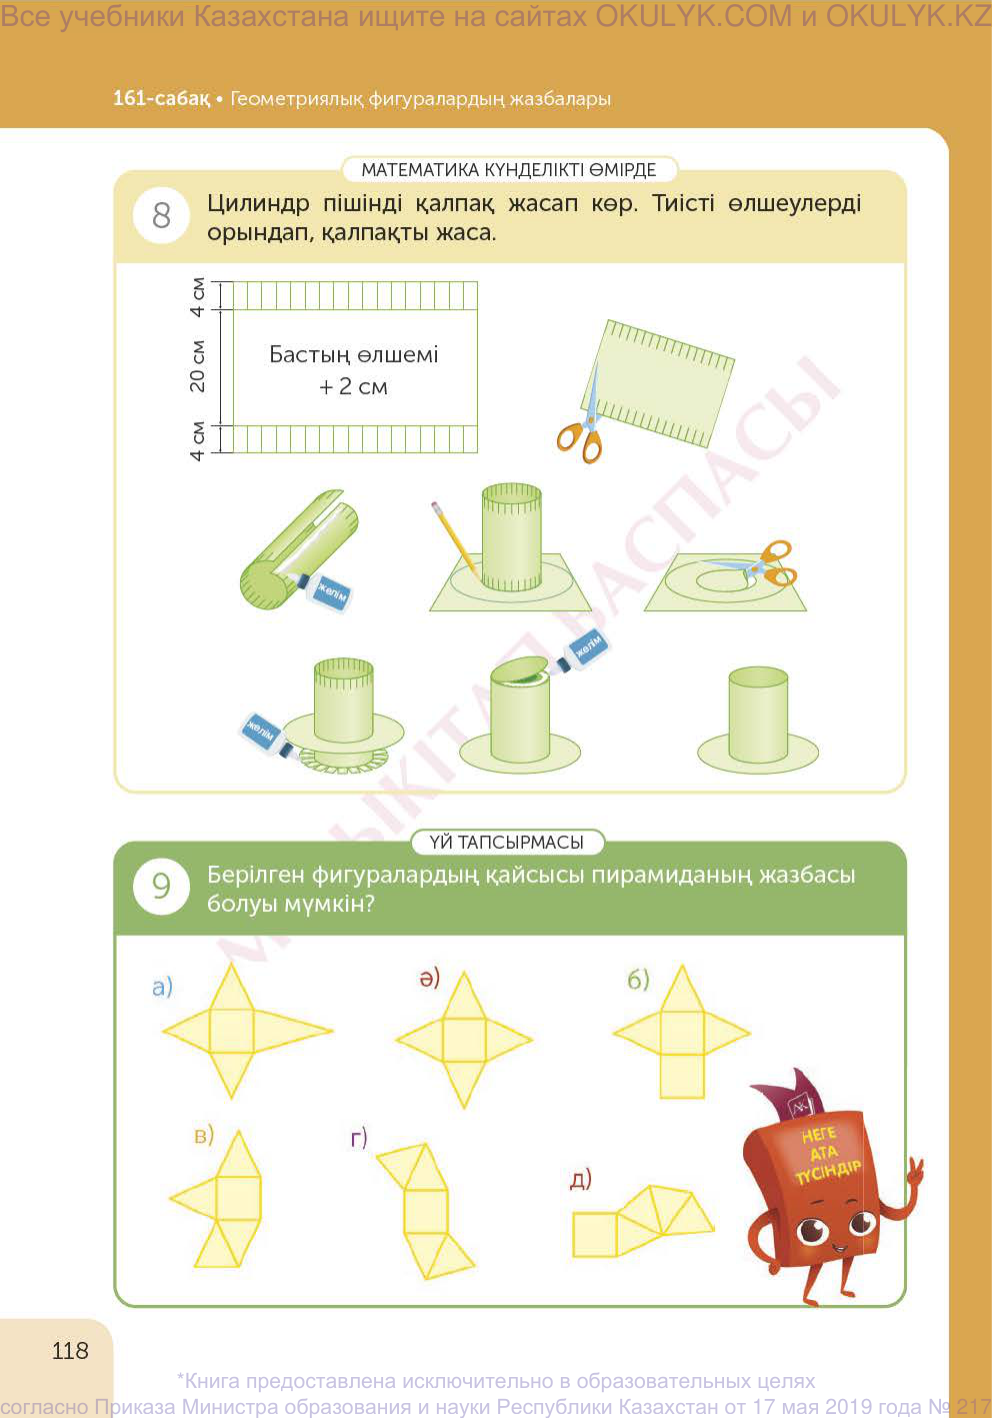 Все учебники Казахстана ищите на сайтах OKULYK.COM и OKULYK.KZ
161-сабақ • Геометриялық фигуралардың жазбалары
МАТЕМАТИКА КҮНДЕЛІКТІ ӨМІРДЕ
8
Цилиндр пішінді қалпақ жасап көр. Тиісті өлшеулерді
орындап, қалпақты жаса.
4 см
20 см
4 см
Бастың өлшемі
+ 2 см
желім
желім
желім
ҮЙ ТАПСЫРМАСЫ
9
Берілген фигуралардың қайсысы пирамиданың жазбасы
болуы мүмкін?
а)
ә)
б)
в)
г)
д)
НЕГЕ
АТА
ТҮСІНДІР
118
*Книга предоставлена исключительно в образовательных целях
согласно Приказа Министра образования и науки Республики Казахстан от 17 мая 2019 года № 217